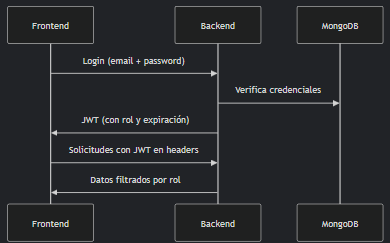 Frontend
Backend
MongoDB
Login (email + password)
Verifica credenciales
JWT (con rol y expiración)
Solicitudes con JWT en headers
Datos filtrados por rol
Frontend
Backend
MongoDB